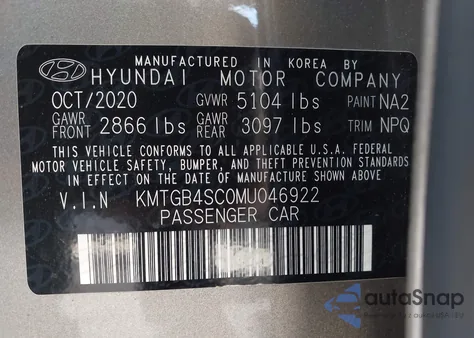 MANUFACTURED IN KOREA BY
HYUNDAI MOTOR COMPANY
OCT/2020 GVWR 5104 lbs PAINT NA2
GAWR FRONT 2866 lbs GAWR REAR 3097 lbs TRIM NPQ
THIS VEHICLE CONFORMS TO ALL APPLICABLE U.S.A. FEDERAL
MOTOR VEHICLE SAFETY, BUMPER, AND THEFT PREVENTION STANDARDS
IN EFFECT ON THE DATE OF MANUFACTURE SHOWN ABOVE
V.I.N KMTGB4SC0MU046922
PASSENGER CAR
autaSnap